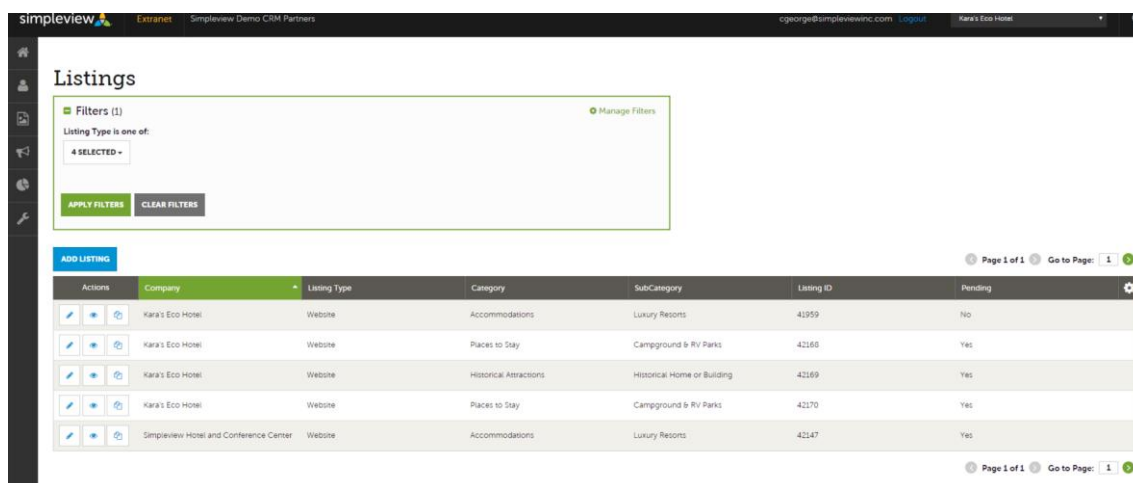 simpleview Extranet Simpleview Demo CRM Partners cgeorge@simpleviewinc.com Logout Kara's Eco Hotel
Listings
Filters (1) Manage Filters
Listing Type is one of:
4 SELECTED
APPLY FILTERS CLEAR FILTERS
ADD LISTING Page 1 of 1 Go to Page: 1
Actions Company Listing Type Category SubCategory Listing ID Pending
Kara's Eco Hotel Website Accommodations Luxury Resorts 41959 No
Kara's Eco Hotel Website Places to Stay Campground & RV Parks 42168 Yes
Kara's Eco Hotel Website Historical Attractions Historical Home or Building 42169 Yes
Kara's Eco Hotel Website Places to Stay Campground & RV Parks 42170 Yes
Simpleview Hotel and Conference Center Website Accommodations Luxury Resorts 42147 Yes
Page 1 of 1 Go to Page: 1